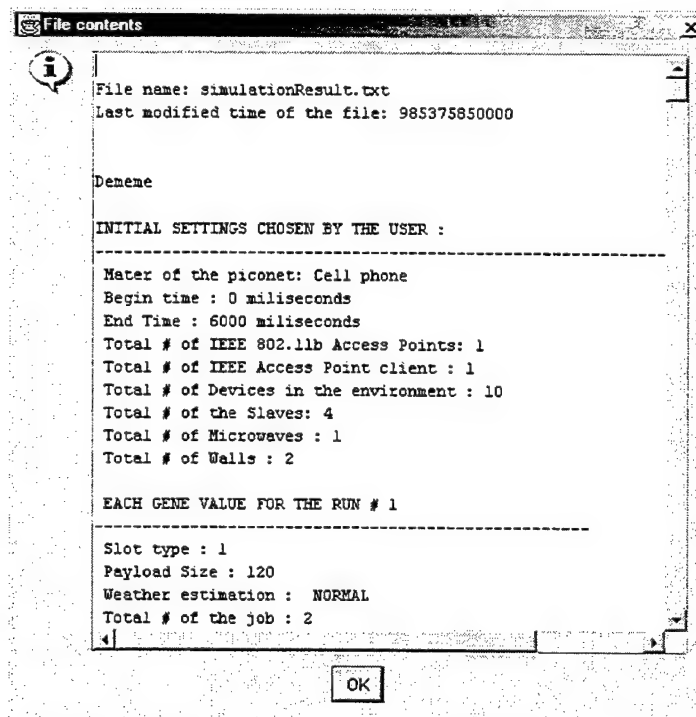 File contents
File name: simulationResult.txt
Last modified time of the file: 985375850000
Dememe
INITIAL SETTINGS CHOSEN BY THE USER :
----------------------------------------------------------------------
Mater of the piconet: Cell phone
Begin time : 0 miliseconds
End Time : 6000 miliseconds
Total # of IEEE 802.11b Access Points: 1
Total # of IEEE Access Point client : 1
Total # of Devices in the environment : 10
Total # of the Slaves: 4
Total # of Microwaves : 1
Total # of Walls : 2
EACH GENE VALUE FOR THE RUN # 1
-------------------------------------------------------------
Slot type : 1
Payload Size : 120
Weather estimation :  NORMAL
Total # of the job : 2
OK